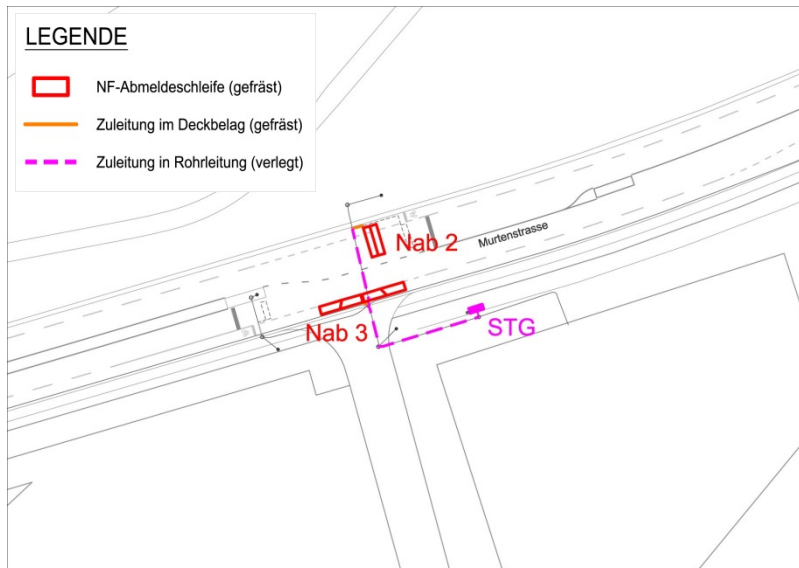 LEGENDE
NF-Abmeldeschleife (gefräst)
Zuleitung im Deckbelag (gefräst)
Zuleitung in Rohrleitung (verlegt)
Nab 2
Murtenstrasse
Nab 3
STG